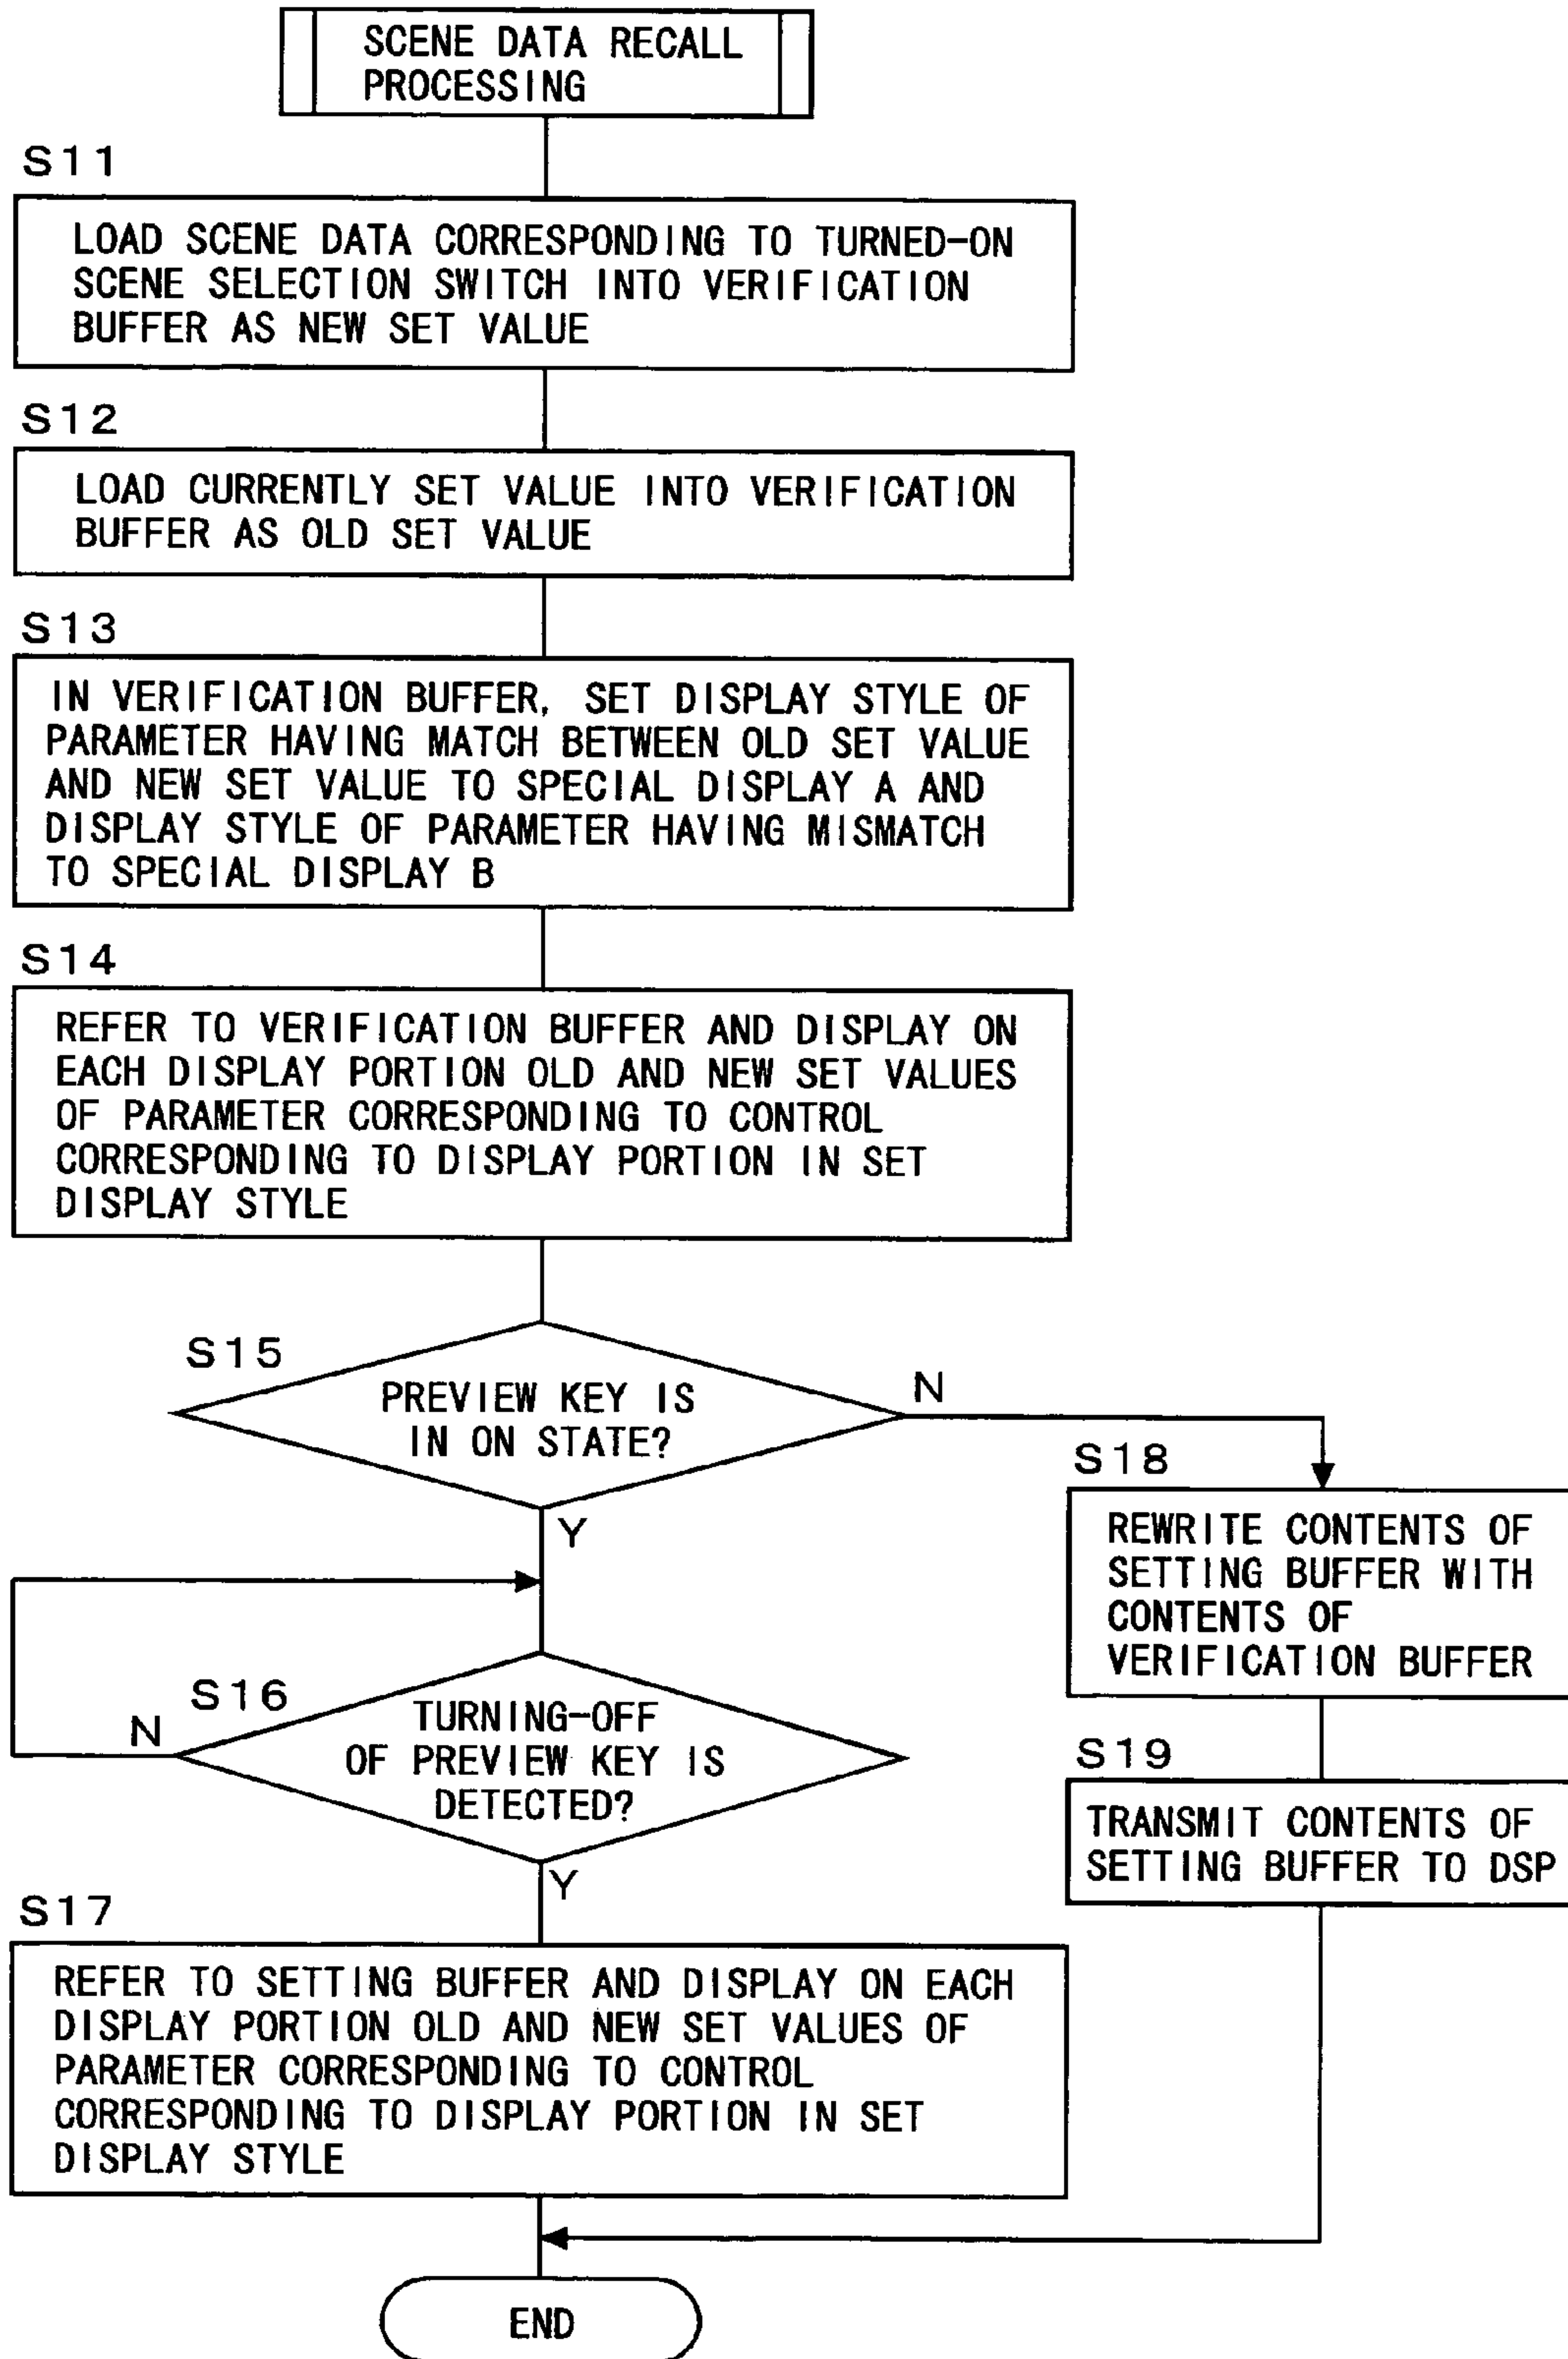 SCENE DATA RECALL
PROCESSING
S11
LOAD SCENE DATA CORRESPONDING TO TURNED-ON
SCENE SELECTION SWITCH INTO VERIFICATION
BUFFER AS NEW SET VALUE
S12
LOAD CURRENTLY SET VALUE INTO VERIFICATION
BUFFER AS OLD SET VALUE
S13
IN VERIFICATION BUFFER, SET DISPLAY STYLE OF
PARAMETER HAVING MATCH BETWEEN OLD SET VALUE
AND NEW SET VALUE TO SPECIAL DISPLAY A AND
DISPLAY STYLE OF PARAMETER HAVING MISMATCH
TO SPECIAL DISPLAY B
S14
REFER TO VERIFICATION BUFFER AND DISPLAY ON
EACH DISPLAY PORTION OLD AND NEW SET VALUES
OF PARAMETER CORRESPONDING TO CONTROL
CORRESPONDING TO DISPLAY PORTION IN SET
DISPLAY STYLE
S15
PREVIEW KEY IS
IN ON STATE?
N
Y
S16
TURNING-OFF
OF PREVIEW KEY IS
DETECTED?
N
Y
S17
REFER TO SETTING BUFFER AND DISPLAY ON EACH
DISPLAY PORTION OLD AND NEW SET VALUES OF
PARAMETER CORRESPONDING TO CONTROL
CORRESPONDING TO DISPLAY PORTION IN SET
DISPLAY STYLE
S18
REWRITE CONTENTS OF
SETTING BUFFER WITH
CONTENTS OF
VERIFICATION BUFFER
S19
TRANSMIT CONTENTS OF
SETTING BUFFER TO DSP
END